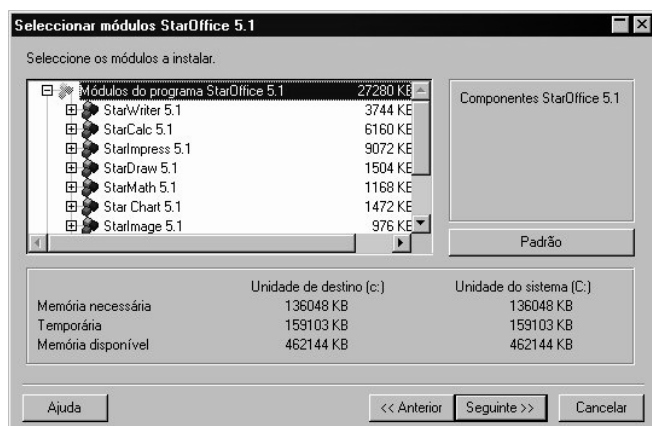 Seleccionar módulos StarOffice 5.1
Seleccione os módulos a instalar.
Módulos do programa StarOffice 5.1 27280 KB
StarWriter 5.1 3744 KB
StarCalc 5.1 6160 KB
StarImpress 5.1 9072 KB
StarDraw 5.1 1504 KB
StarMath 5.1 1168 KB
Star Chart 5.1 1472 KB
StarImage 5.1 976 KB
Componentes StarOffice 5.1
Padrão
Unidade de destino (c:) Unidade do sistema (C:)
Memória necessária 136048 KB 136048 KB
Temporária 159103 KB 159103 KB
Memória disponível 462144 KB 462144 KB
Ajuda << Anterior Seguinte >> Cancelar